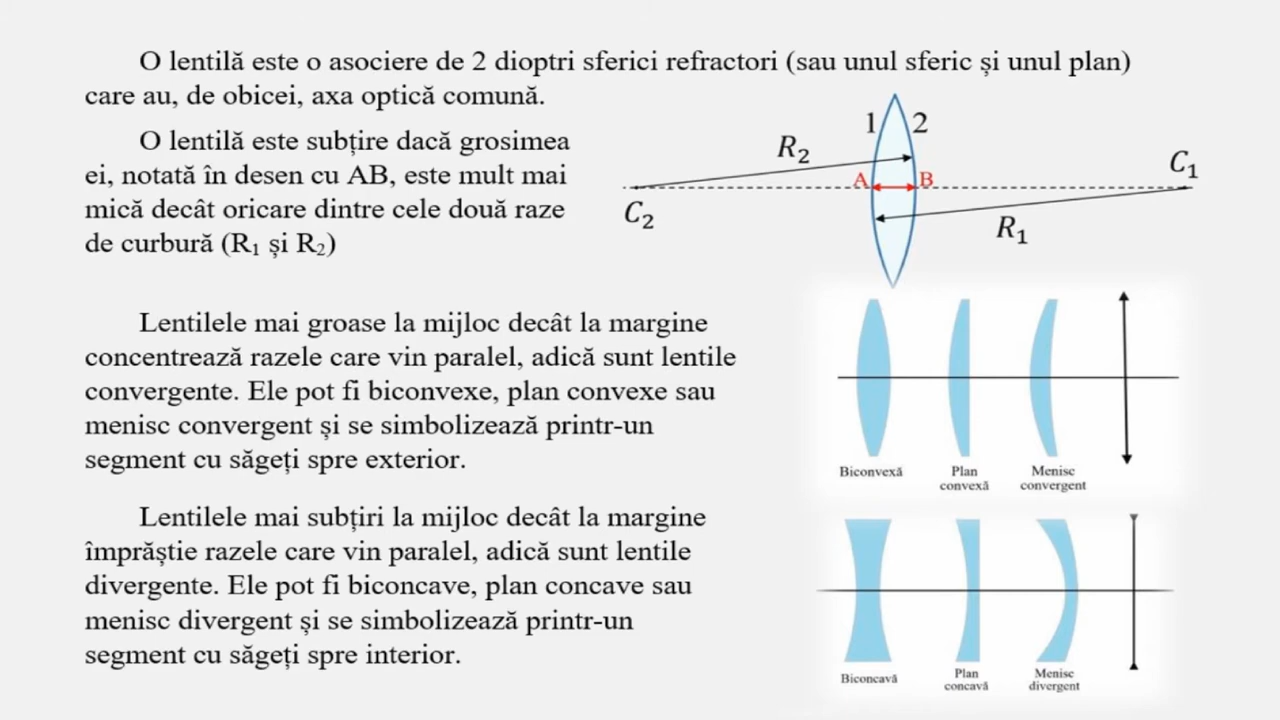 O lentilă este o asociere de 2 dioptri sferici refractori (sau unul sferic și unul plan)
care au, de obicei, axa optică comună.
O lentilă este subțire dacă grosimea
ei, notată în desen cu AB, este mult mai
mică decât oricare dintre cele două raze
de curbură (R₁ și R₂)
1 2
R₂
C₁
A B
C₂
R₁
Lentilele mai groase la mijloc decât la margine
concentrează razele care vin paralel, adică sunt lentile
convergente. Ele pot fi biconvexe, plan convexe sau
menisc convergent și se simbolizează printr-un
segment cu săgeți spre exterior.
Biconvexă
Plan
convexă
Menisc
convergent
Lentilele mai subțiri la mijloc decât la margine
împrăștie razele care vin paralel, adică sunt lentile
divergente. Ele pot fi biconcave, plan concave sau
menisc divergent și se simbolizează printr-un
segment cu săgeți spre interior.
Biconcavă
Plan
concavă
Menisc
divergent